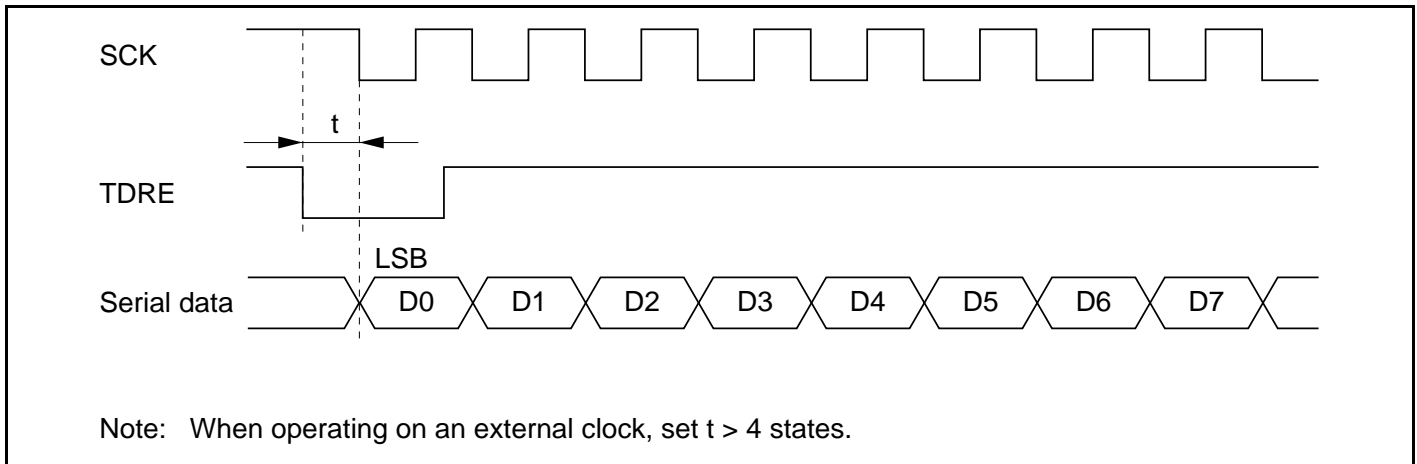 SCK
t
TDRE
LSB
Serial data D0 D1 D2 D3 D4 D5 D6 D7
Note: When operating on an external clock, set t > 4 states.